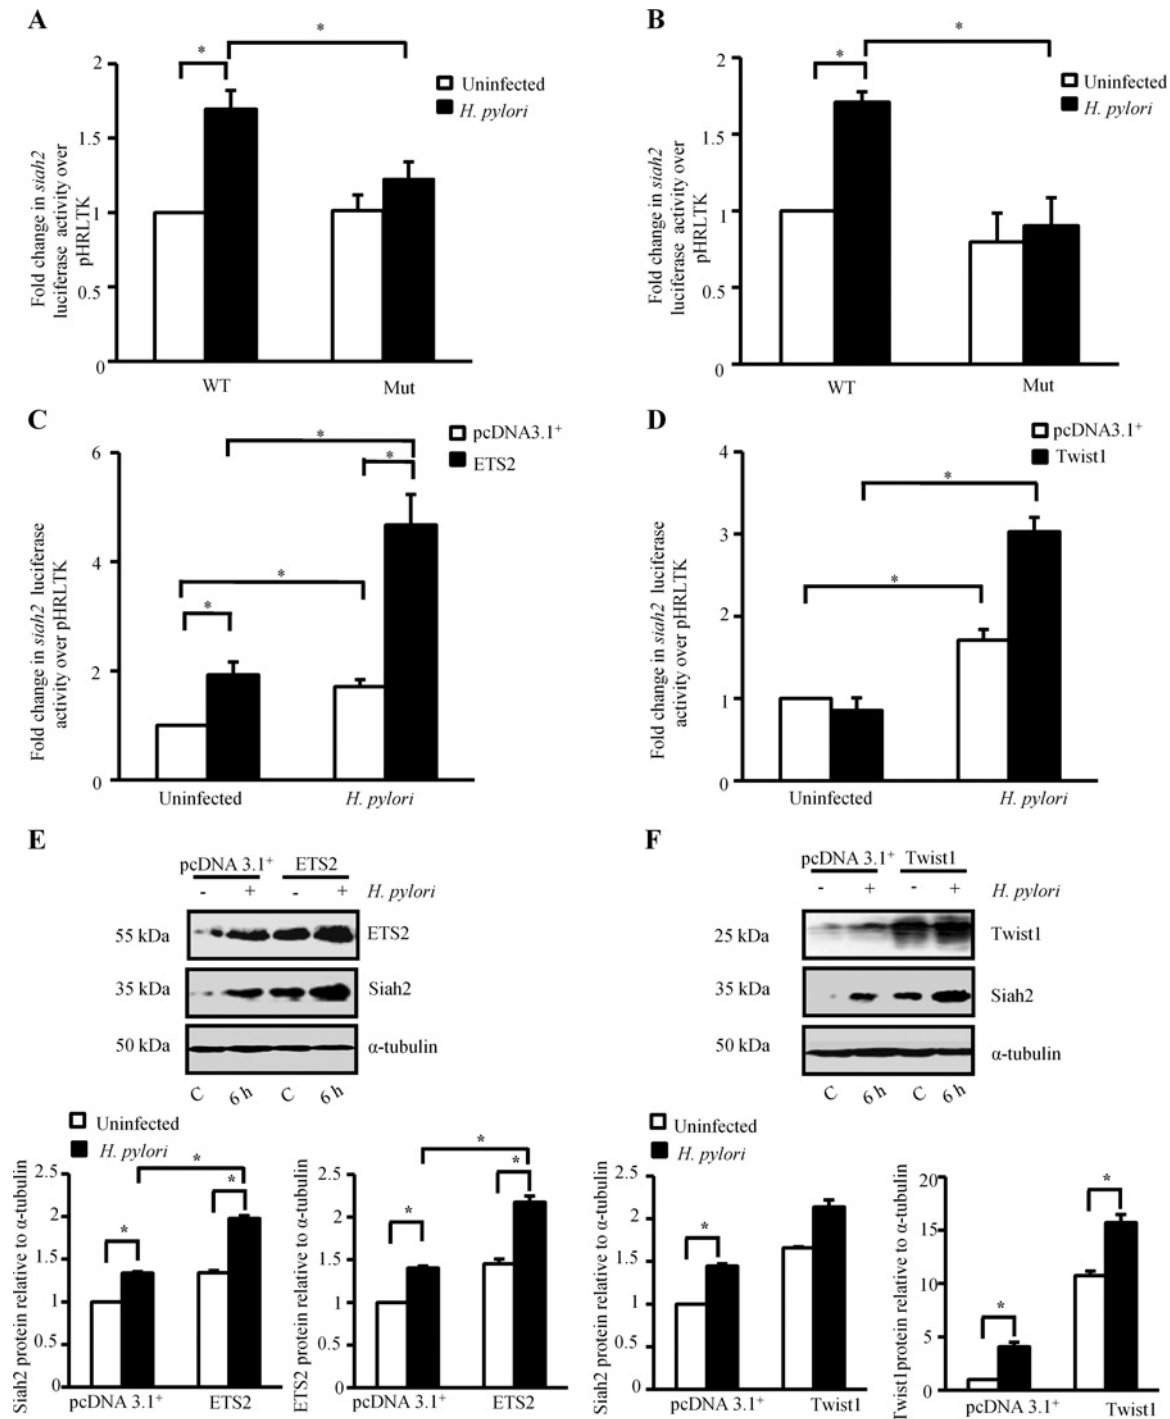 A
*
*
Uninfected
H. pylori
2
1.5
1
0.5
0
Fold change in siah2
luciferase activity over
pHRLTK
WT
Mut
B
*
*
Uninfected
H. pylori
2
1.5
1
0.5
0
Fold change in siah2
luciferase activity over
pHRLTK
WT
Mut
C
*
*
*
*
pcDNA3.1+
ETS2
6
4
2
0
Fold change in siah2 luciferase
activity over pHRLTK
Uninfected
H. pylori
D
*
*
pcDNA3.1+
Twist1
4
3
2
1
0
Fold change in siah2 luciferase
activity over pHRLTK
Uninfected
H. pylori
E
pcDNA 3.1+ ETS2
- + - + H. pylori
55 kDa ETS2
35 kDa Siah2
50 kDa α-tubulin
C 6 h C 6 h
Uninfected
H. pylori
Siah2 protein relative to α-tubulin
2.5
2
1.5
1
0.5
0
*
*
*
pcDNA 3.1+ ETS2
ETS2 protein relative to α-tubulin
2.5
2
1.5
1
0.5
0
*
*
*
pcDNA 3.1+ ETS2
F
pcDNA 3.1+ Twist1
- + - + H. pylori
25 kDa Twist1
35 kDa Siah2
50 kDa α-tubulin
C 6 h C 6 h
Uninfected
H. pylori
Siah2 protein relative to α-tubulin
2.5
2
1.5
1
0.5
0
*
pcDNA 3.1+ Twist1
Twist1protein relative to α-tubulin
20
15
10
5
0
*
*
pcDNA 3.1+ Twist1